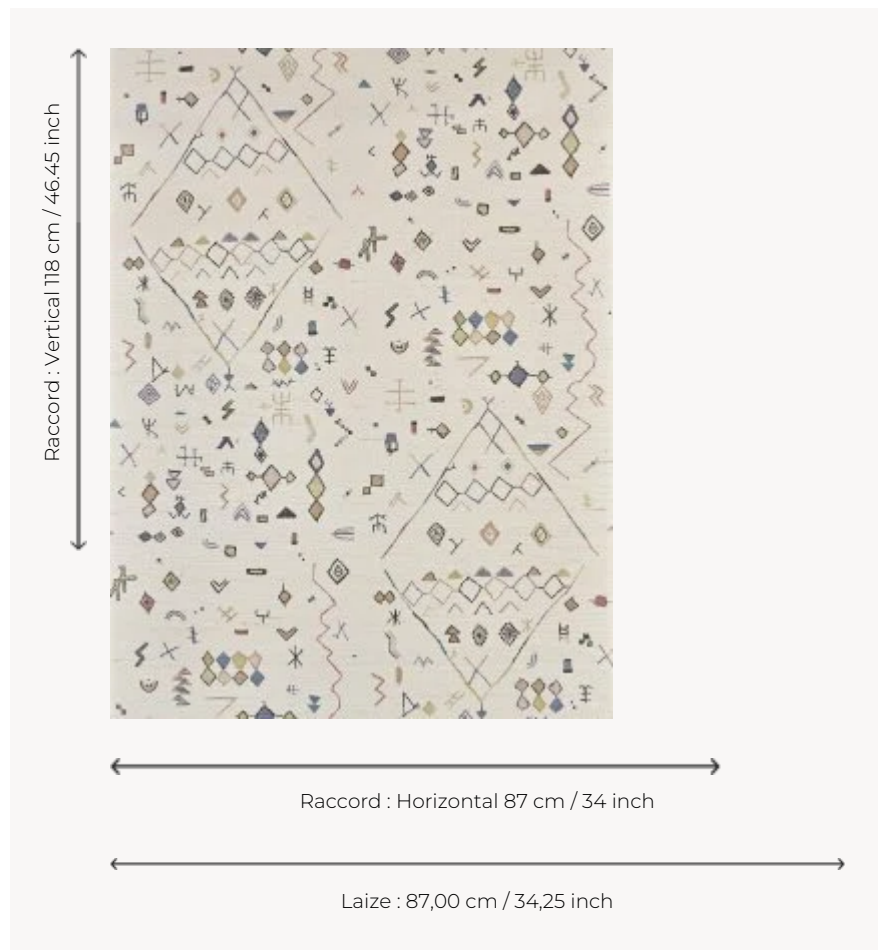 Raccord : Vertical 118 cm / 46.45 inch
Raccord : Horizontal 87 cm / 34 inch
Laize : 87,00 cm / 34,25 inch